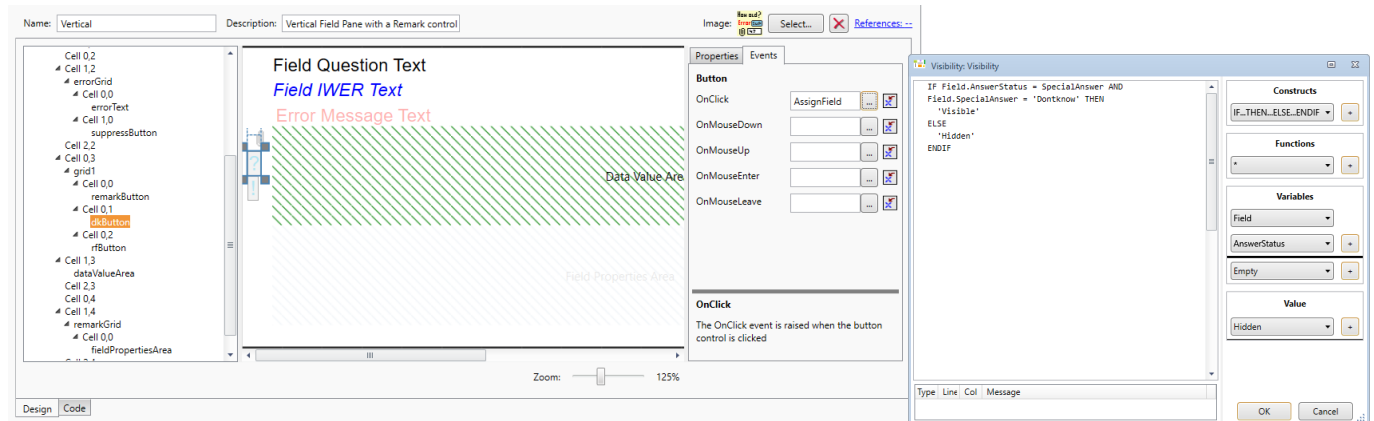 Name: Vertical Description: Vertical Field Pane with a Remark control Image: Select... References: --
Cell 0,2
Cell 1,2
errorGrid
Cell 0,0
errorText
Cell 1,0
suppressButton
Cell 2,2
Cell 0,3
grid1
Cell 0,0
remarkButton
Cell 0,1
dkButton
Cell 0,2
rfButton
Cell 1,3
dataValueArea
Cell 2,3
Cell 0,4
Cell 1,4
remarkGrid
Cell 0,0
fieldPropertiesArea
Field Question Text
Field IWER Text
Error Message Text
?
!
Data Value Are
Field Properties Area
Zoom: 125%
Design Code
Properties Events
Button
OnClick AssignField ...
OnMouseDown ...
OnMouseUp ...
OnMouseEnter ...
OnMouseLeave ...
OnClick
The OnClick event is raised when the button
control is clicked
Visibility: Visibility
IF Field.AnswerStatus = SpecialAnswer AND
Field.SpecialAnswer = 'Dontknow' THEN
'Visible'
ELSE
'Hidden'
ENDIF
Type Line Col Message
Constructs
IF...THEN...ELSE...ENDIF +
Functions
* +
Variables
Field
AnswerStatus +
Empty +
Value
Hidden +
OK Cancel